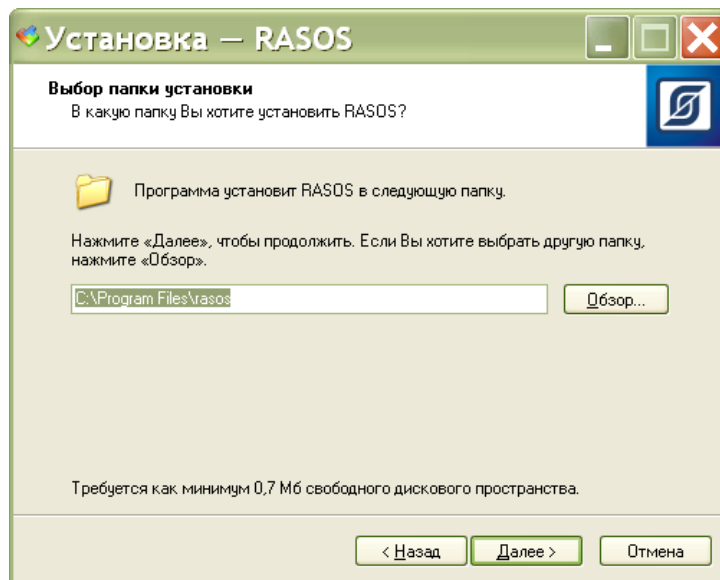 Установка — RASOS
Выбор папки установки
В какую папку Вы хотите установить RASOS?
Программа установит RASOS в следующую папку.
Нажмите «Далее», чтобы продолжить. Если Вы хотите выбрать другую папку,
нажмите «Обзор».
C:\Program Files\rasos
Обзор...
Требуется как минимум 0,7 Мб свободного дискового пространства.
< Назад
Далее >
Отмена